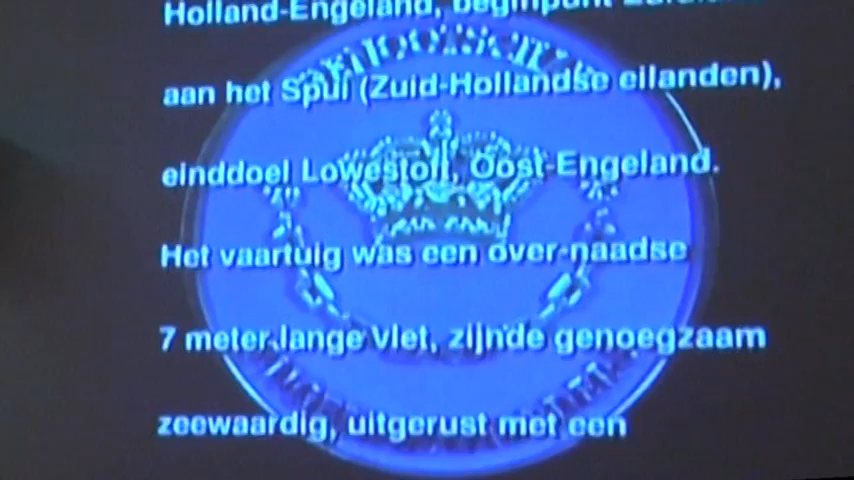 Holland-Engeland, beginpunt
aan het Spui (Zuid-Hollandse eilanden),
einddoel Lowestoft, Oost-Engeland.
Het vaartuig was een over-naadse
7 meter lange Vlet, zijnde genoegzaam
zeewaardig, uitgerust met een